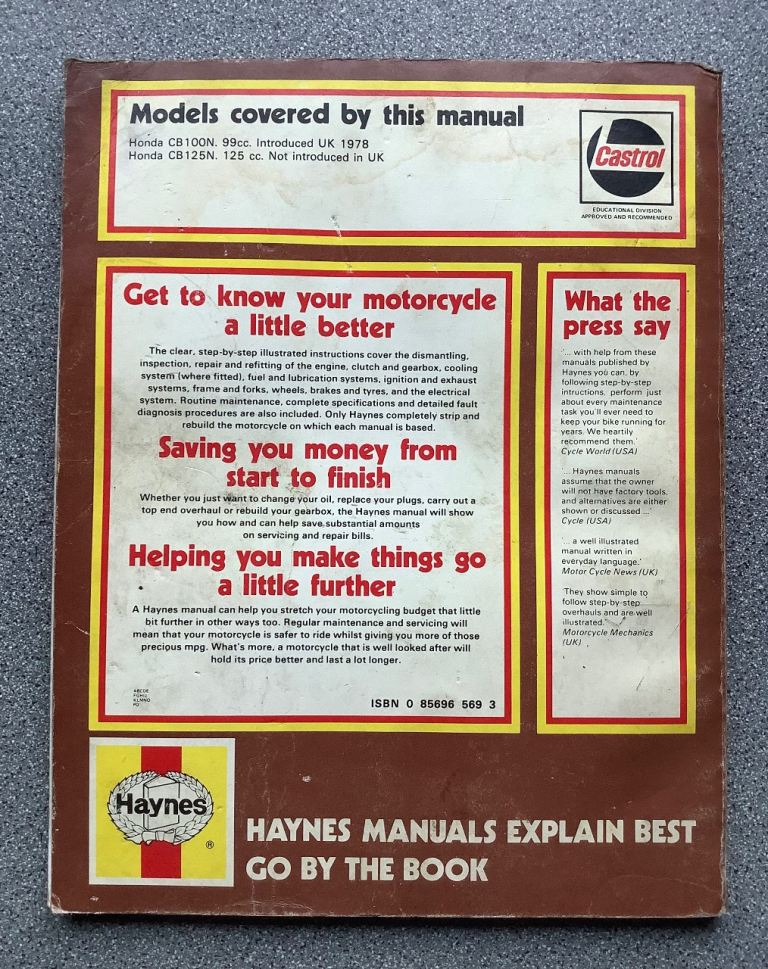 Models covered by this manual
Honda CB100N. 99cc. Introduced UK 1978
Honda CB125N. 125 cc. Not introduced in UK
Castrol
EDUCATIONAL DIVISION
APPROVED AND RECOMMENDED
Get to know your motorcycle
a little better
The clear, step-by-step illustrated instructions cover the dismantling,
inspection, repair and refitting of the engine, clutch and gearbox, cooling
system (where fitted), fuel and lubrication systems, ignition and exhaust
systems, frame and forks, wheels, brakes and tyres, and the electrical
system. Routine maintenance, complete specifications and detailed fault
diagnosis procedures are also included. Only Haynes completely strip and
rebuild the motorcycle on which each manual is based.
Saving you money from
start to finish
Whether you just want to change your oil, replace your plugs, carry out a
top end overhaul or rebuild your gearbox, the Haynes manual will show
you how and can help save substantial amounts
on servicing and repair bills.
Helping you make things go
a little further
A Haynes manual can help you stretch your motorcycling budget that little
bit further in other ways too. Regular maintenance and servicing will
mean that your motorcycle is safer to ride whilst giving you more of those
precious mpg. What's more, a motorcycle that is well looked after will
hold its price better and last a lot longer.
ABCDE
FGHIJ
KLMNO
PQ
ISBN 0 85696 569 3
What the
press say
'... with help from these
manuals published by
Haynes you can, by
following step-by-step
intructions, perform just
about every maintenance
task you'll ever need to
keep your bike running for
years. We heartily
recommend them.'
Cycle World (USA)
'... Haynes manuals
assume that the owner
will not have factory tools,
and alternatives are either
shown or discussed ...'
Cycle (USA)
'... a well illustrated
manual written in
everyday language.'
Motor Cycle News (UK)
'They show simple to
follow step-by-step
overhauls and are well
illustrated.'
Motorcycle Mechanics
(UK)
Haynes
®
HAYNES MANUALS EXPLAIN BEST
GO BY THE BOOK